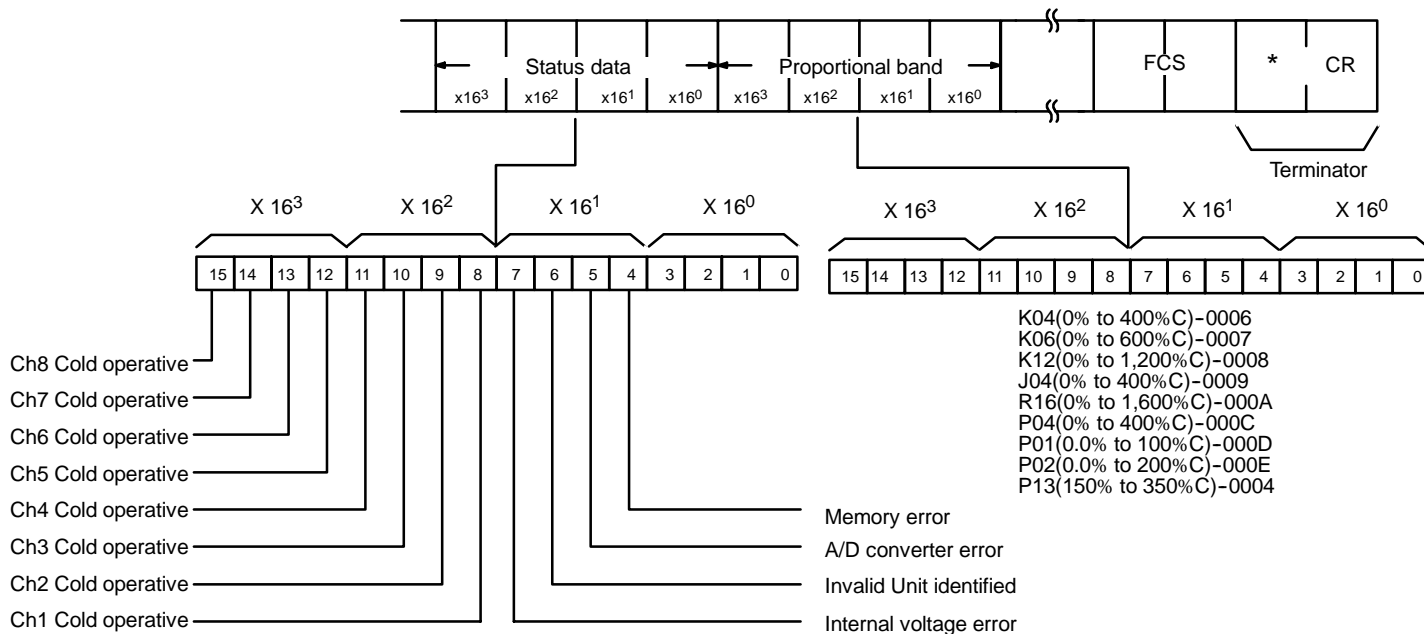 Status data Proportional band FCS * CR
x16³ x16² x16¹ x16⁰ x16³ x16² x16¹ x16⁰
Terminator
X 16³ X 16² X 16¹ X 16⁰ X 16³ X 16² X 16¹ X 16⁰
15 14 13 12 11 10 9 8 7 6 5 4 3 2 1 0
15 14 13 12 11 10 9 8 7 6 5 4 3 2 1 0
K04(0% to 400%C)-0006
K06(0% to 600%C)-0007
K12(0% to 1,200%C)-0008
J04(0% to 400%C)-0009
R16(0% to 1,600%C)-000A
P04(0% to 400%C)-000C
P01(0.0% to 100%C)-000D
P02(0.0% to 200%C)-000E
P13(150% to 350%C)-0004
Ch8 Cold operative
Ch7 Cold operative
Ch6 Cold operative
Ch5 Cold operative
Ch4 Cold operative
Ch3 Cold operative
Ch2 Cold operative
Ch1 Cold operative
Memory error
A/D converter error
Invalid Unit identified
Internal voltage error